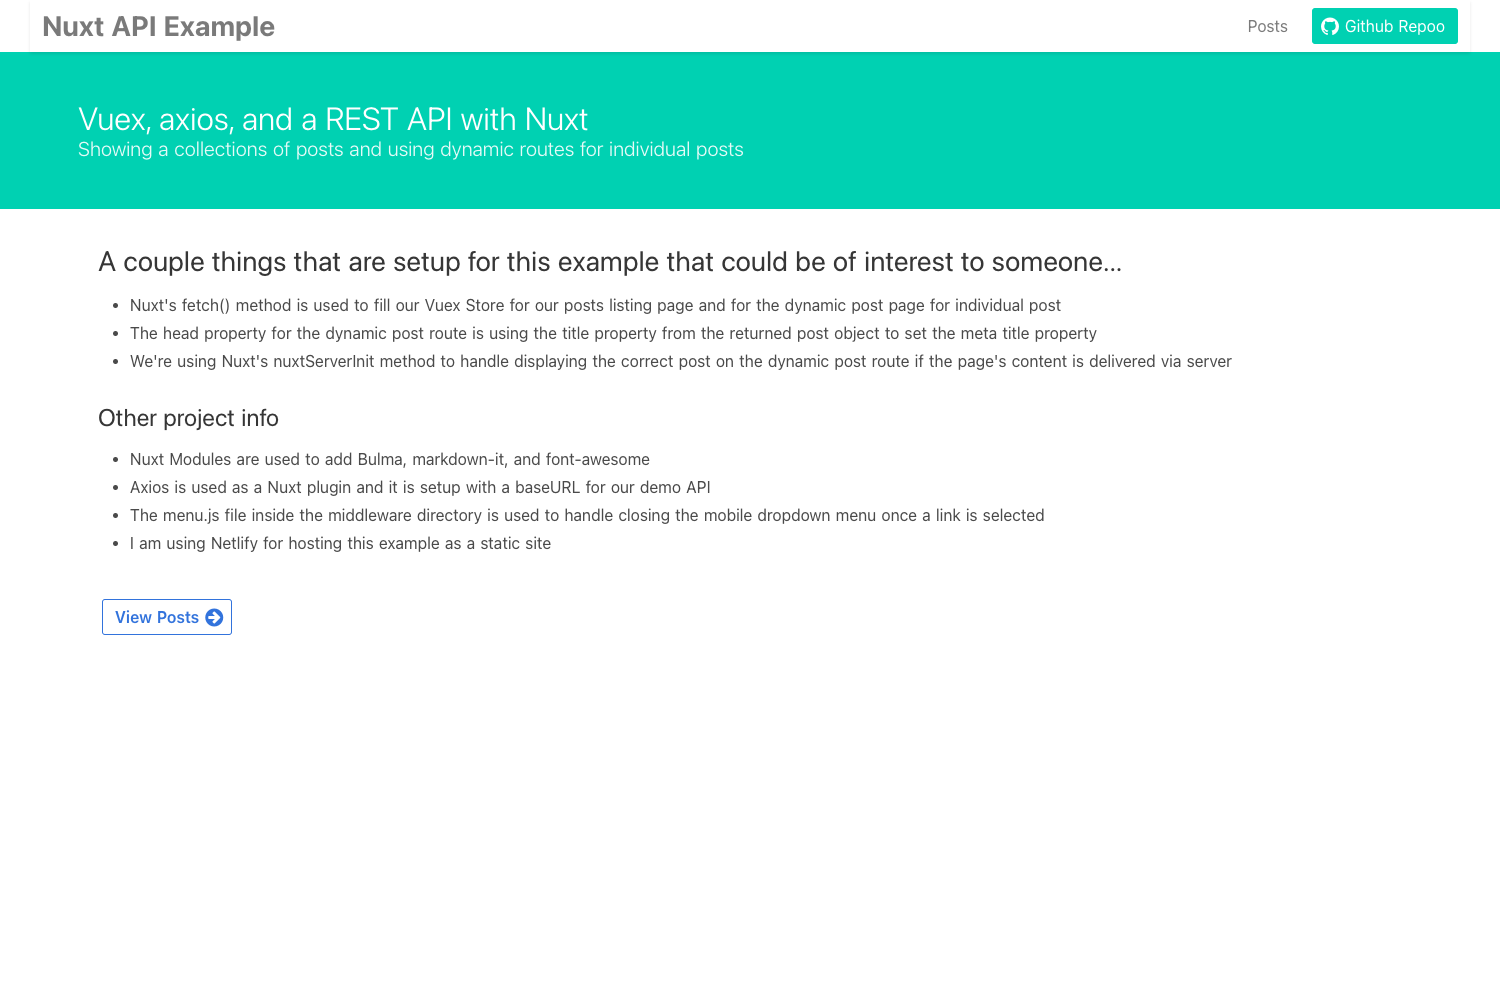 Nuxt API Example
Posts
Github Repoo
Vuex, axios, and a REST API with Nuxt
Showing a collections of posts and using dynamic routes for individual posts
A couple things that are setup for this example that could be of interest to someone...
• Nuxt's fetch() method is used to fill our Vuex Store for our posts listing page and for the dynamic post page for individual post
• The head property for the dynamic post route is using the title property from the returned post object to set the meta title property
• We're using Nuxt's nuxtServerInit method to handle displaying the correct post on the dynamic post route if the page's content is delivered via server
Other project info
• Nuxt Modules are used to add Bulma, markdown-it, and font-awesome
• Axios is used as a Nuxt plugin and it is setup with a baseURL for our demo API
• The menu.js file inside the middleware directory is used to handle closing the mobile dropdown menu once a link is selected
• I am using Netlify for hosting this example as a static site
View Posts